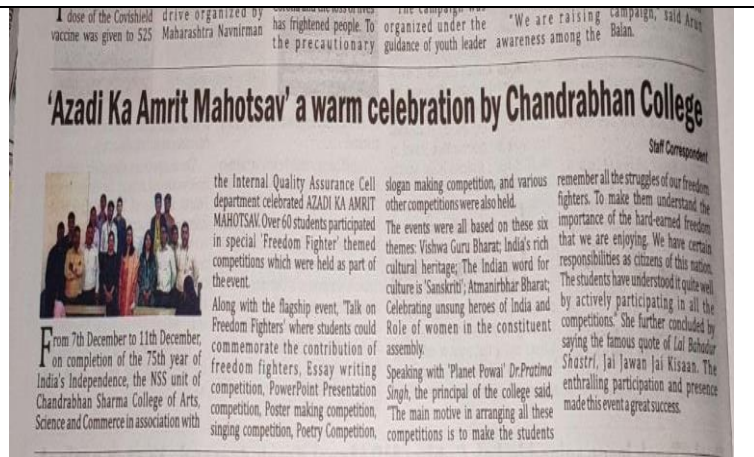 dose of the Covishield
vaccine was given to 525
drive organized by
Maharashtra Navnirman
has frightened people. To
the precautionary
organized under the
guidance of youth leader
"We are raising
awareness among the
campaign," said Arun
Balan.
'Azadi Ka Amrit Mahotsav' a warm celebration by Chandrabhan College
Staff Correspondent
From 7th December to 11th December,
on completion of the 75th year of
India's Independence, the NSS unit of
Chandrabhan Sharma College of Arts,
Science and Commerce in association with
the Internal Quality Assurance Cell
department celebrated AZADI KA AMRIT
MAHOTSAV. Over 60 students participated
in special 'Freedom Fighter' themed
competitions which were held as part of
the event.
Along with the flagship event, 'Talk on
Freedom Fighters' where students could
commemorate the contribution of
freedom fighters, Essay writing
competition, PowerPoint Presentation
competition, Poster making competition,
singing competition, Poetry Competition,
slogan making competition, and various
other competitions were also held.
The events were all based on these six
themes: Vishwa Guru Bharat; India's rich
cultural heritage; The Indian word for
culture is 'Sanskriti'; Atmanirbhar Bharat;
Celebrating unsung heroes of India and
Role of women in the constituent
assembly.
Speaking with 'Planet Powai' Dr.Pratima
Singh, the principal of the college said,
"The main motive in arranging all these
competitions is to make the students
remember all the struggles of our freedom
fighters. To make them understand the
importance of the hard-earned freedom
that we are enjoying. We have certain
responsibilities as citizens of this nation.
The students have understood it quite well
by actively participating in all the
competitions." She further concluded by
saying the famous quote of Lal Bahadur
Shastri, Jai Jawan Jai Kisaan. The
enthralling participation and presence
made this event a great success.